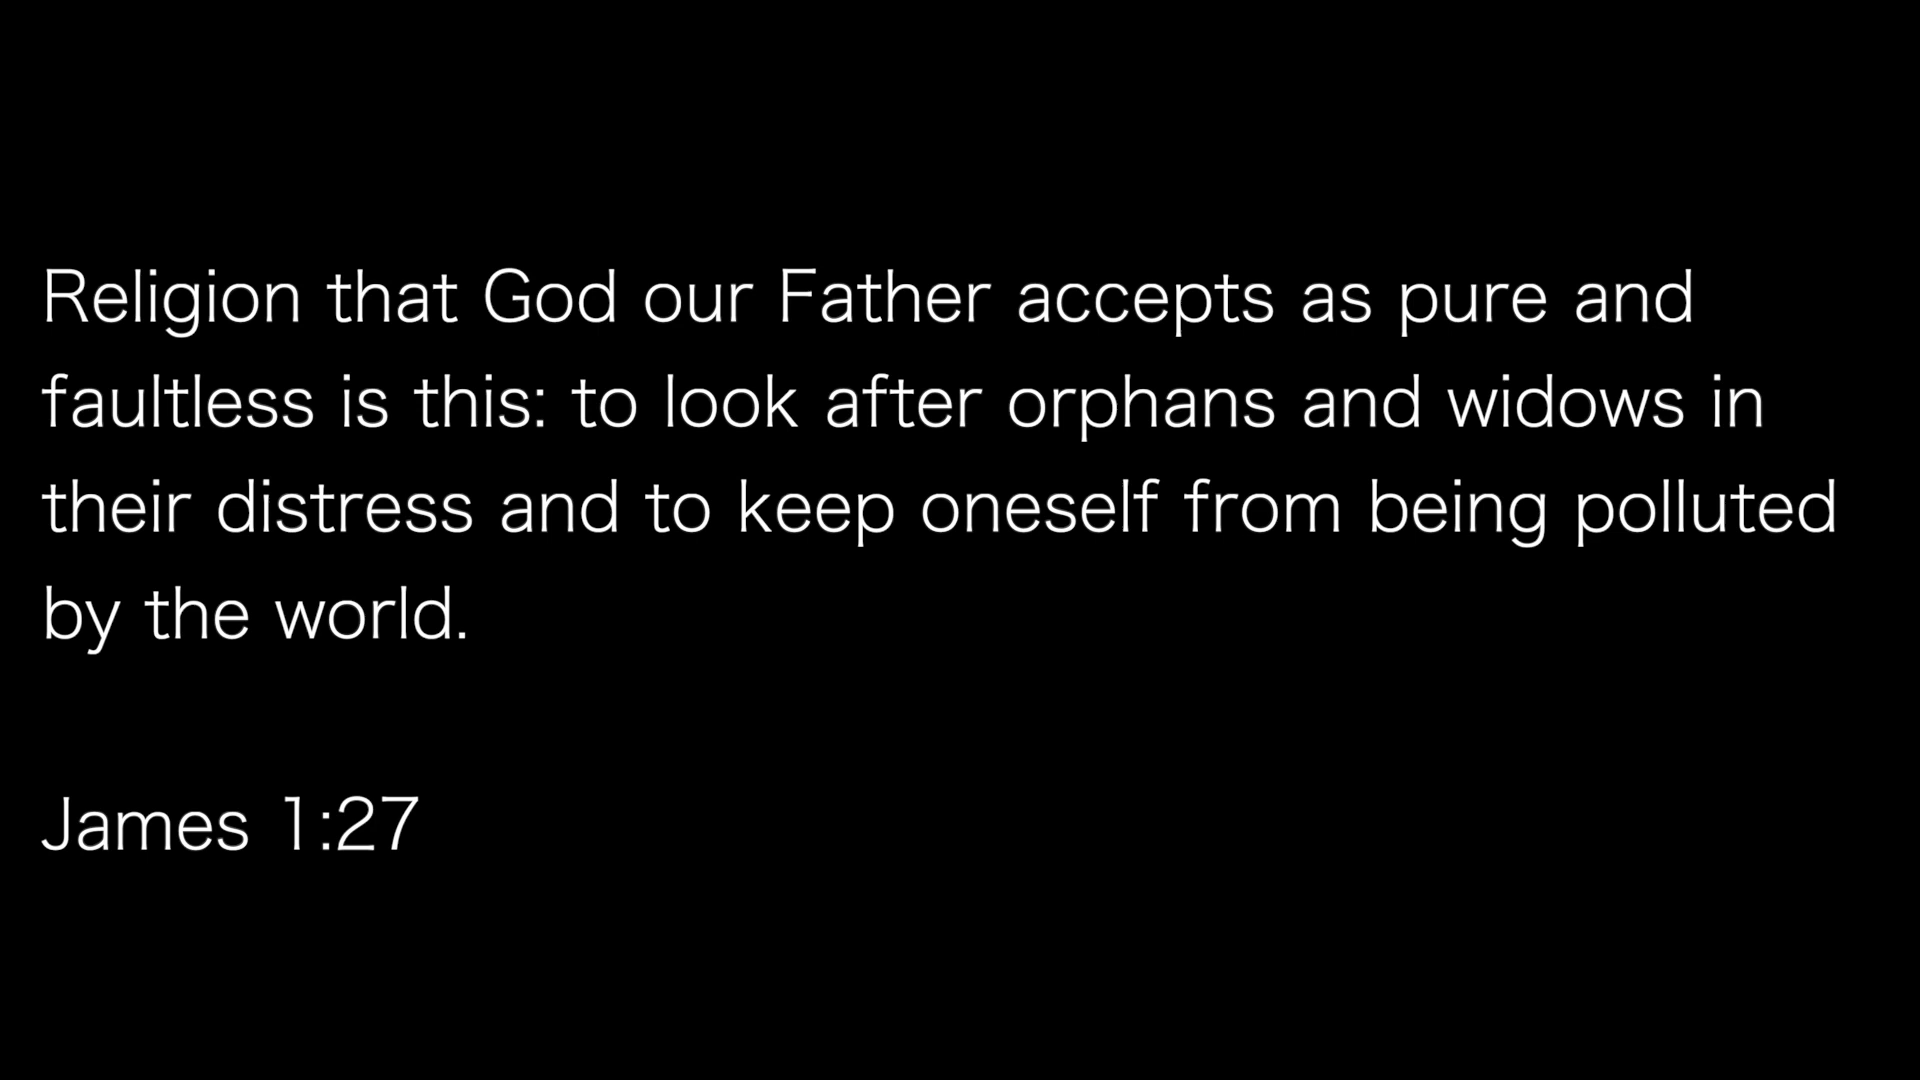 Religion that God our Father accepts as pure and
faultless is this: to look after orphans and widows in
their distress and to keep oneself from being polluted
by the world.
James 1:27